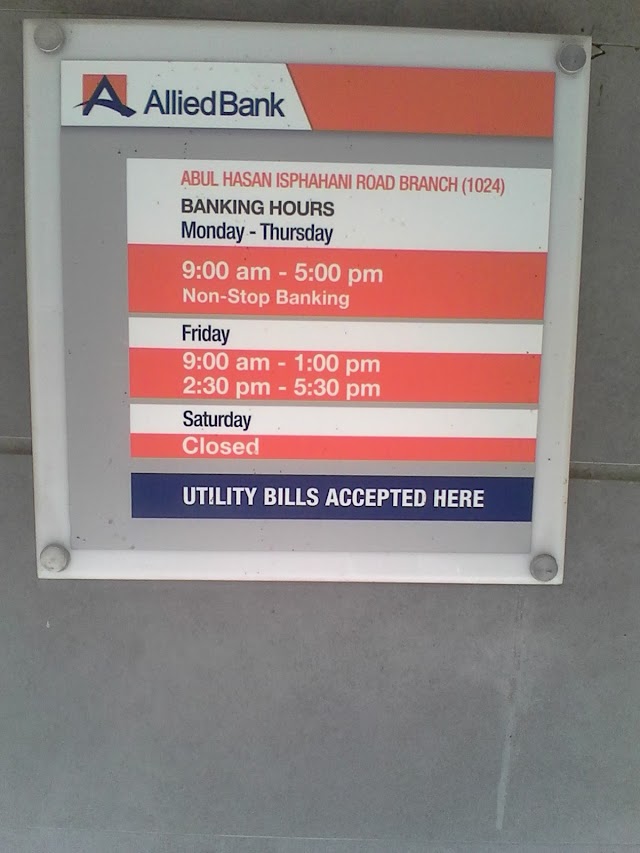 Allied Bank
ABUL HASAN ISPHAHANI ROAD BRANCH (1024)
BANKING HOURS
Monday - Thursday
9:00 am - 5:00 pm
Non-Stop Banking
Friday
9:00 am - 1:00 pm
2:30 pm - 5:30 pm
Saturday
Closed
UTILITY BILLS ACCEPTED HERE